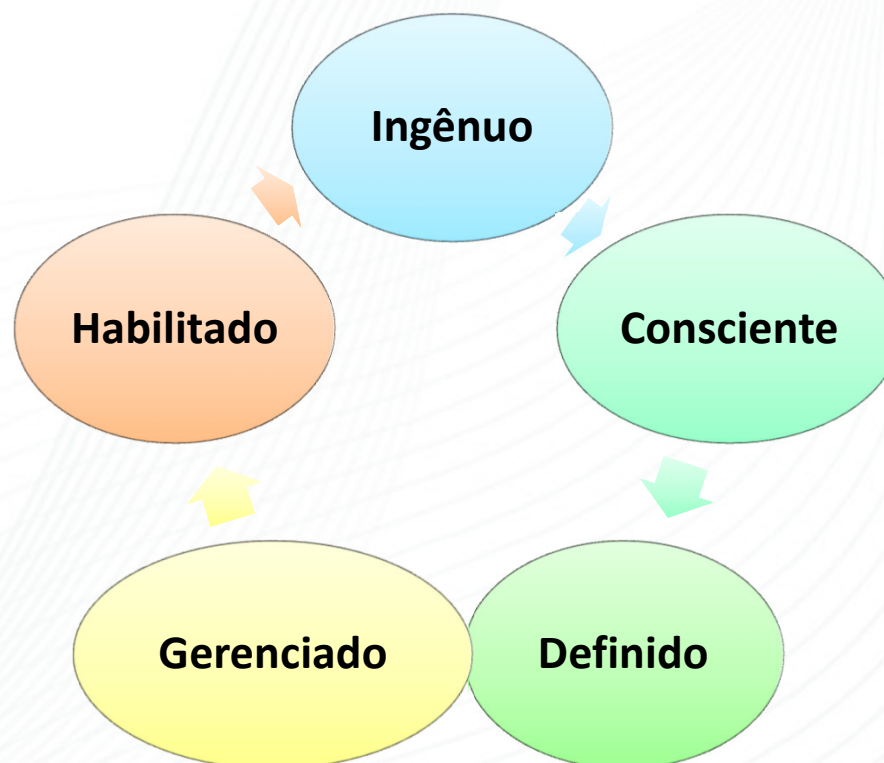 Ingênuo
Habilitado
Consciente
Gerenciado
Definido